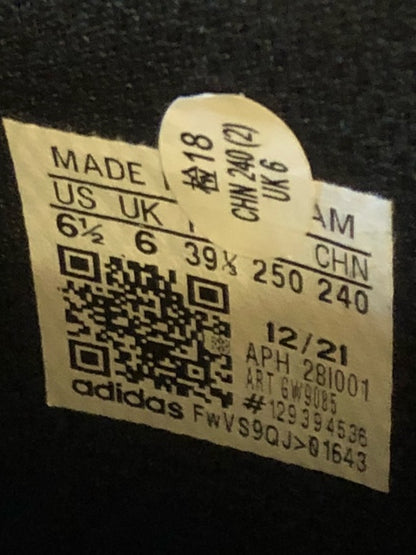 检18
CHN 240(2)
UK 6
MADE AM
US UK CHN
6½ 6 39⅓ 250 240
12/21
APH 28I001
ART GW9085
#129394536
adidas FwVS9QJ>01643